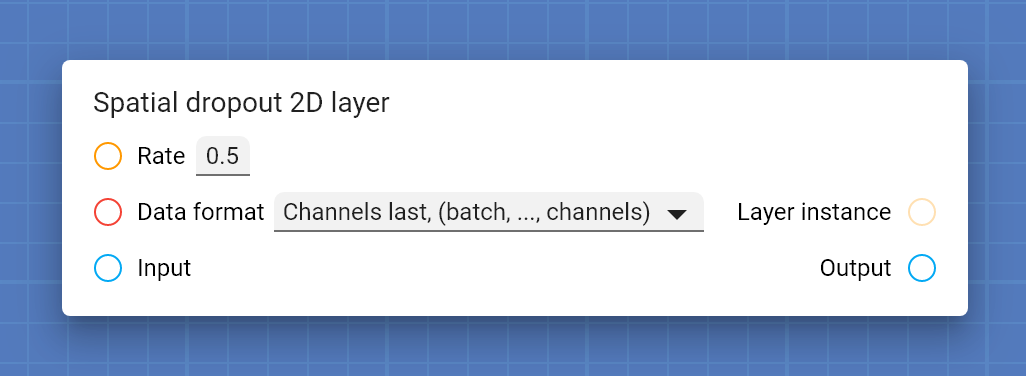 Spatial dropout 2D layer
Rate 0.5
Data format Channels last, (batch, ..., channels) Layer instance
Input Output